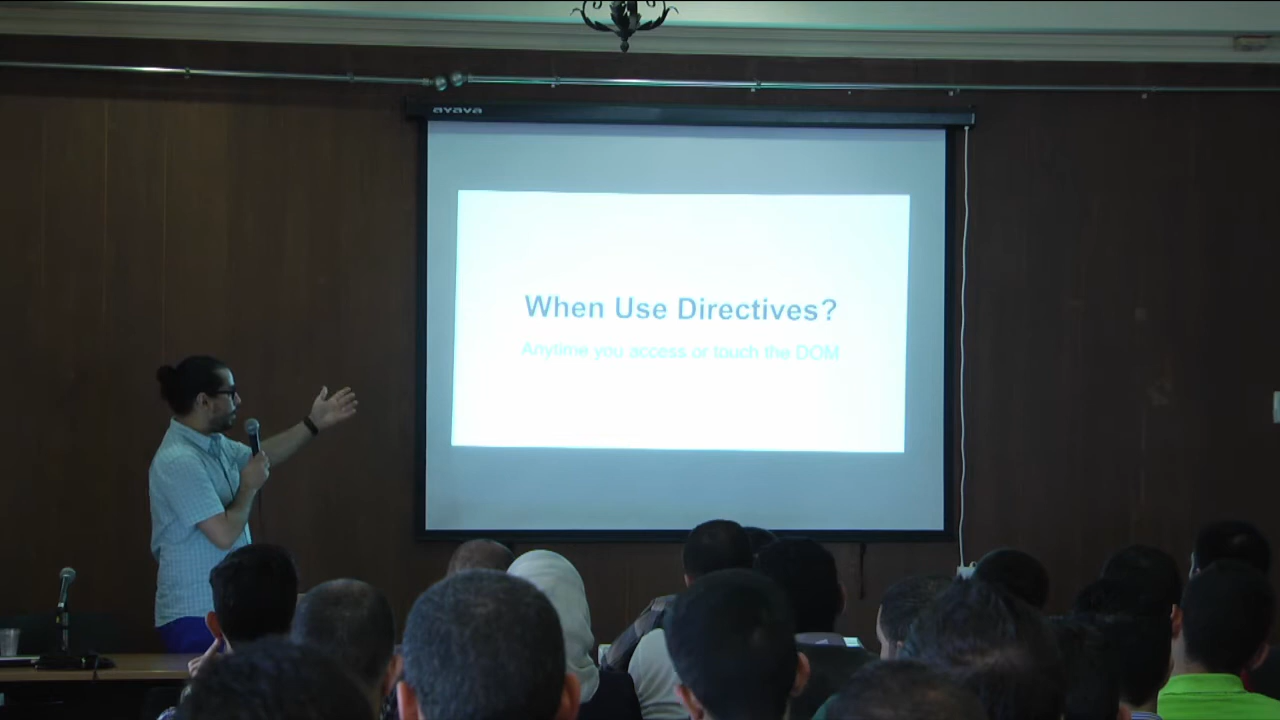 AVAYA
When Use Directives?
Anytime you access or touch the DOM